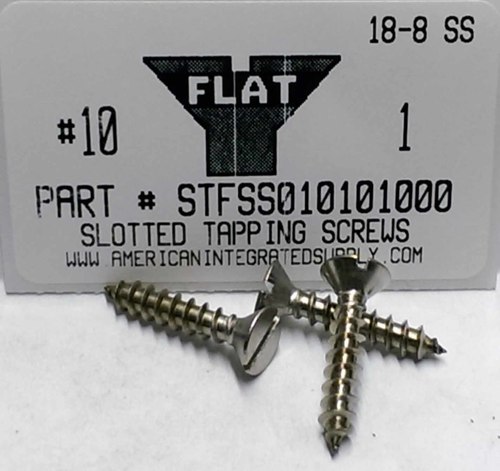 18-8 SS
FLAT
#10 1
PART # STFSS010101000
SLOTTED TAPPING SCREWS
WWW.AMERICANINTEGRATEDSUPPLY.COM